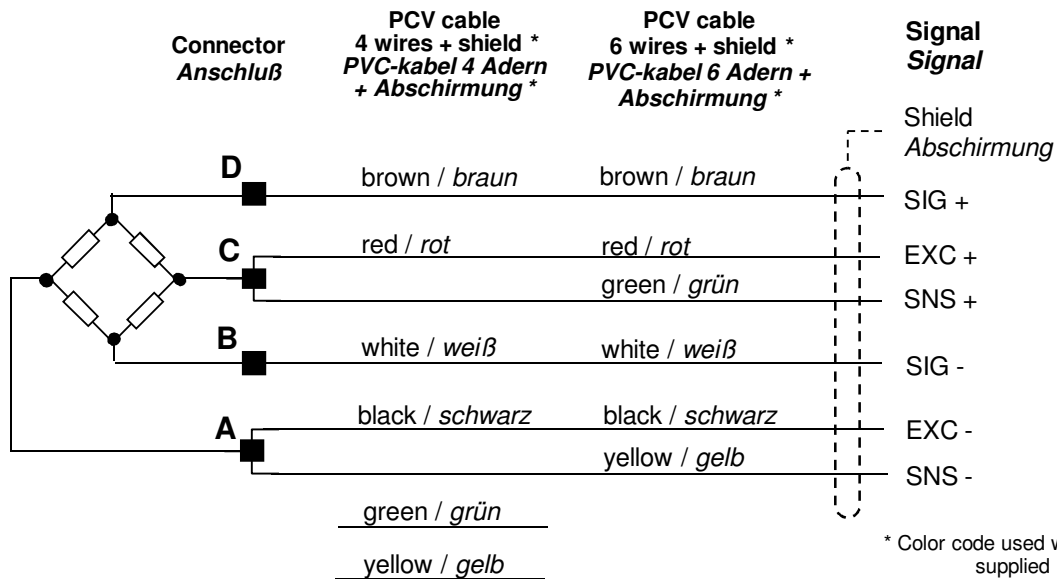 Connector
Anschluß
PCV cable
4 wires + shield *
PVC-kabel 4 Adern
+ Abschirmung *
PCV cable
6 wires + shield *
PVC-kabel 6 Adern +
Abschirmung *
Signal
Signal
Shield
Abschirmung
D
brown / braun
brown / braun
SIG +
C
red / rot
red / rot
EXC +
green / grün
SNS +
B
white / weiß
white / weiß
SIG -
A
black / schwarz
black / schwarz
EXC -
yellow / gelb
SNS -
green / grün
yellow / gelb
* Color code used
supplied